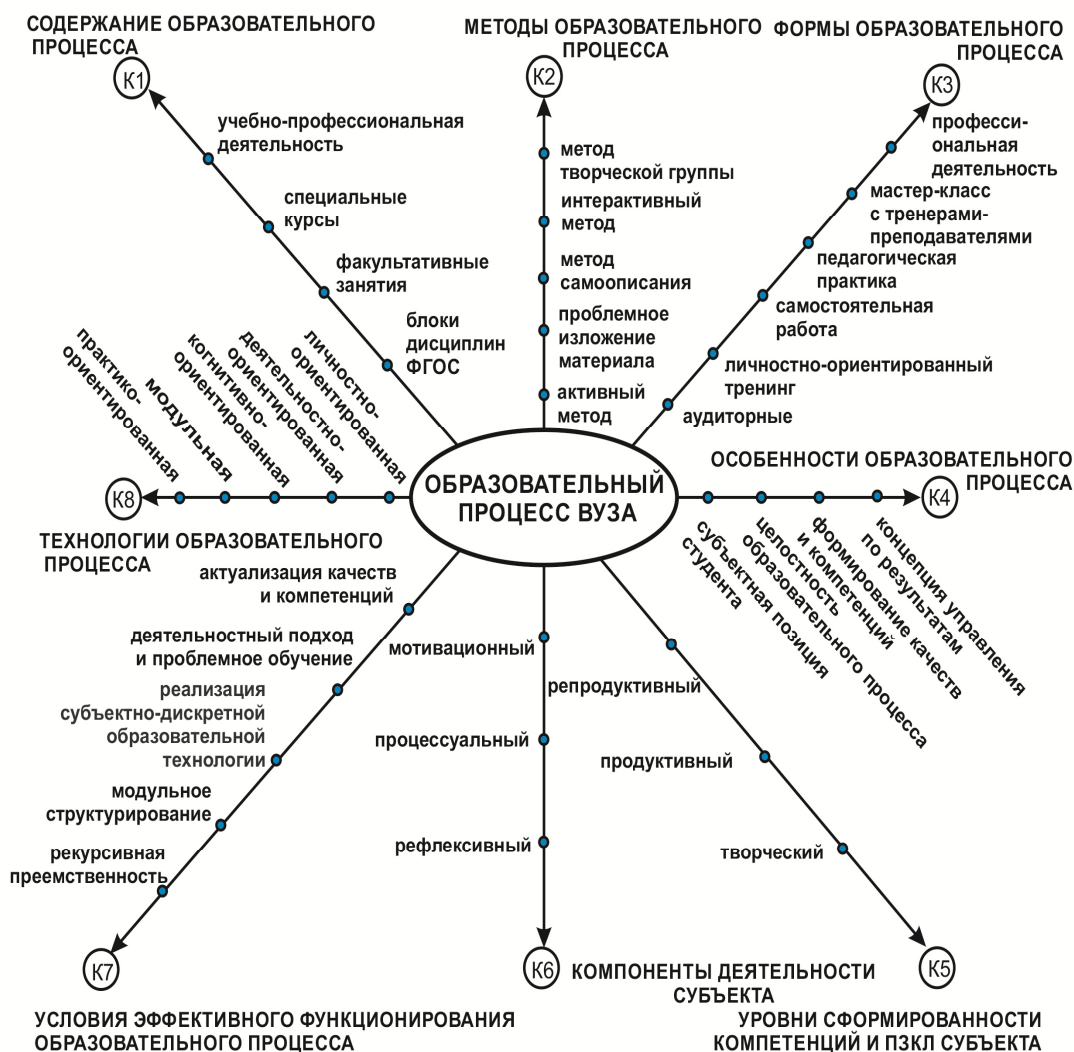 СОДЕРЖАНИЕ ОБРАЗОВАТЕЛЬНОГО
ПРОЦЕССА
К1
учебно-профессиональная
деятельность
специальные
курсы
факультативные
занятия
блоки
дисциплин
ФГОС
МЕТОДЫ ОБРАЗОВАТЕЛЬНОГО
ПРОЦЕССА
К2
метод
творческой группы
интерактивный
метод
метод
самоописания
проблемное
изложение
материала
активный
метод
ФОРМЫ ОБРАЗОВАТЕЛЬНОГО
ПРОЦЕССА
К3
професси-
ональная
деятельность
мастер-класс
с тренерами-
преподавателями
педагогическая
практика
самостоятельная
работа
личностно-ориентированный
тренинг
аудиторные
ОБРАЗОВАТЕЛЬНЫЙ
ПРОЦЕСС ВУЗА
ОСОБЕННОСТИ ОБРАЗОВАТЕЛЬНОГО
ПРОЦЕССА
К4
субъектная позиция
студента
целостность
образовательного процесса
формирование качеств
и компетенций
концепция управления
по результатам
К8
практико-
ориентированная
модульная
когнитивно-
ориентированная
деятельностно-
ориентированная
личностно-
ориентированная
ТЕХНОЛОГИИ ОБРАЗОВАТЕЛЬНОГО
ПРОЦЕССА
актуализация качеств
и компетенций
деятельностный подход
и проблемное обучение
реализация
субъектно-дискретной
образовательной
технологии
модульное
структурирование
рекурсивная
преемственность
К7
УСЛОВИЯ ЭФФЕКТИВНОГО ФУНКЦИОНИРОВАНИЯ
ОБРАЗОВАТЕЛЬНОГО ПРОЦЕССА
мотивационный
процессуальный
рефлексивный
К6
КОМПОНЕНТЫ ДЕЯТЕЛЬНОСТИ
СУБЪЕКТА
репродуктивный
продуктивный
творческий
К5
УРОВНИ СФОРМИРОВАННОСТИ
КОМПЕТЕНЦИЙ И ПЗКЛ СУБЪЕКТА